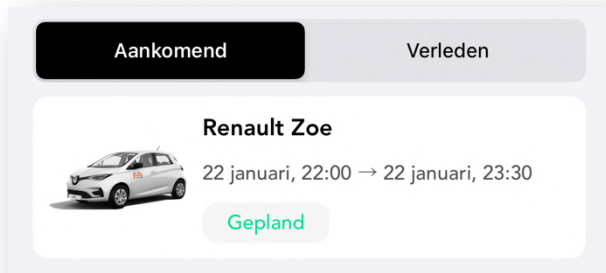 Aankomend
Verleden
Renault Zoe
22 januari, 22:00 → 22 januari, 23:30
Gepland